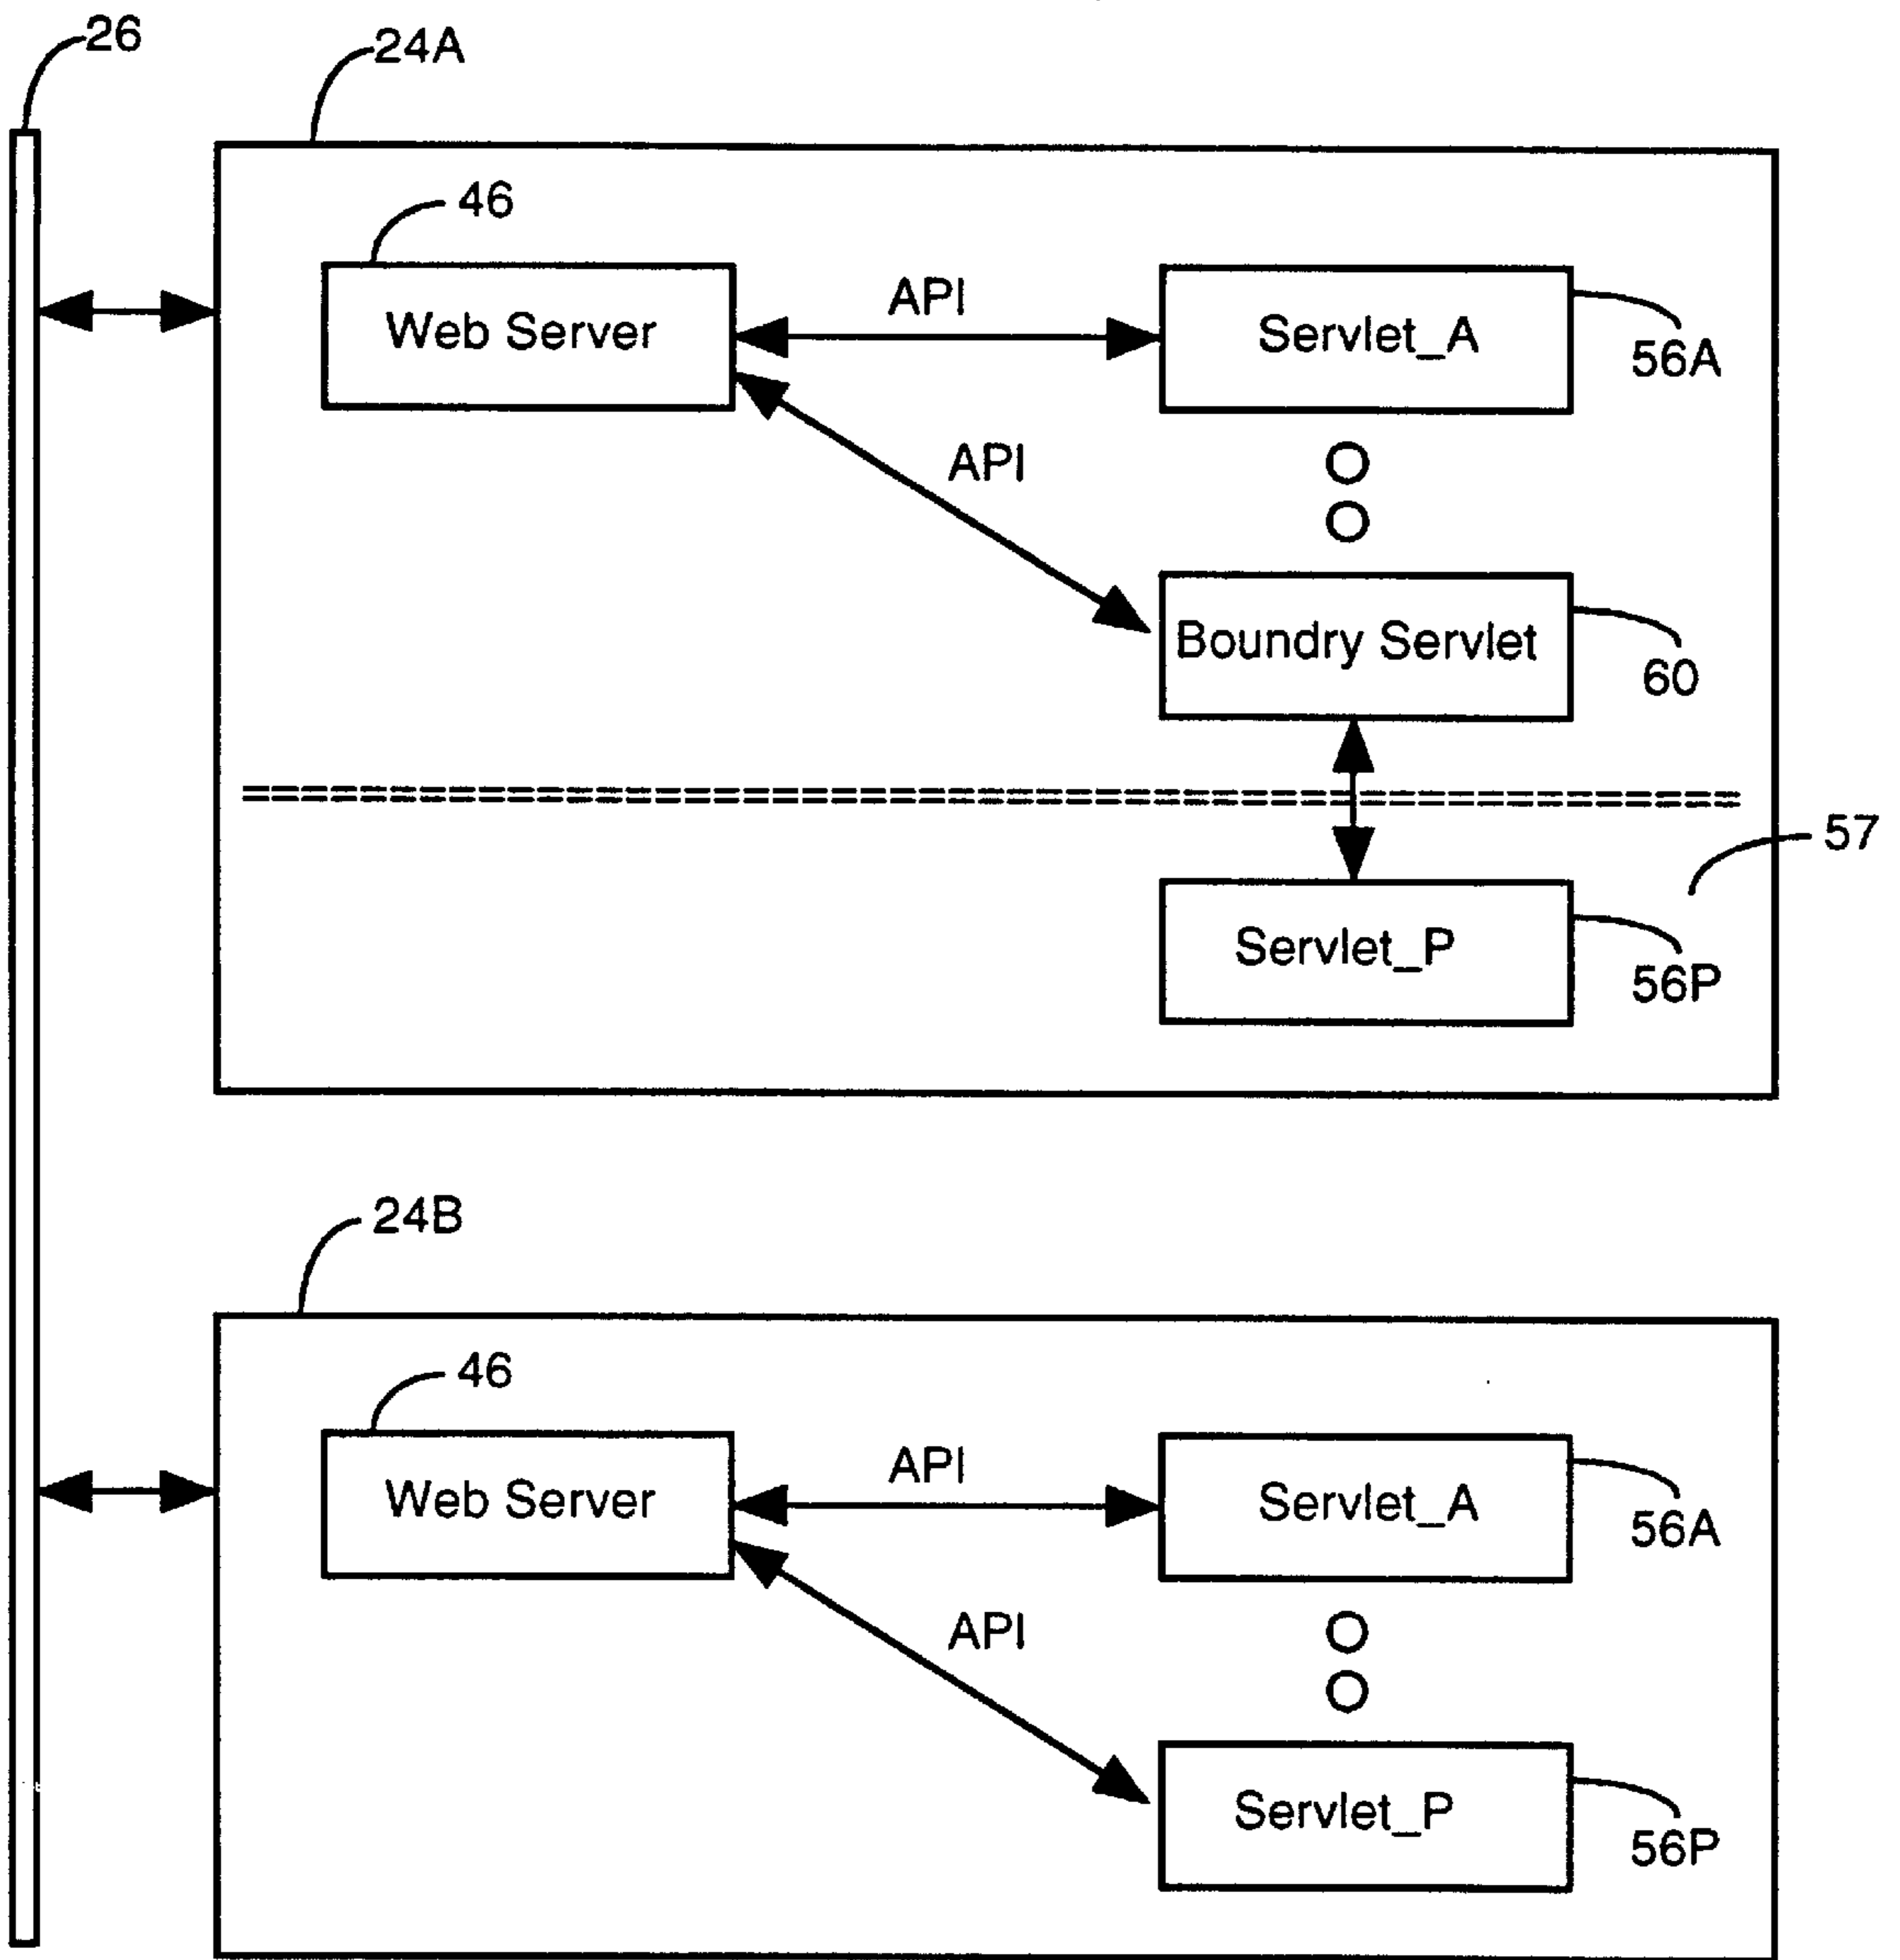 26
24A
46
Web Server
API
Servlet_A
56A
API
Boundry Servlet
60
57
Servlet_P
56P
24B
46
Web Server
API
Servlet_A
56A
API
Servlet_P
56P